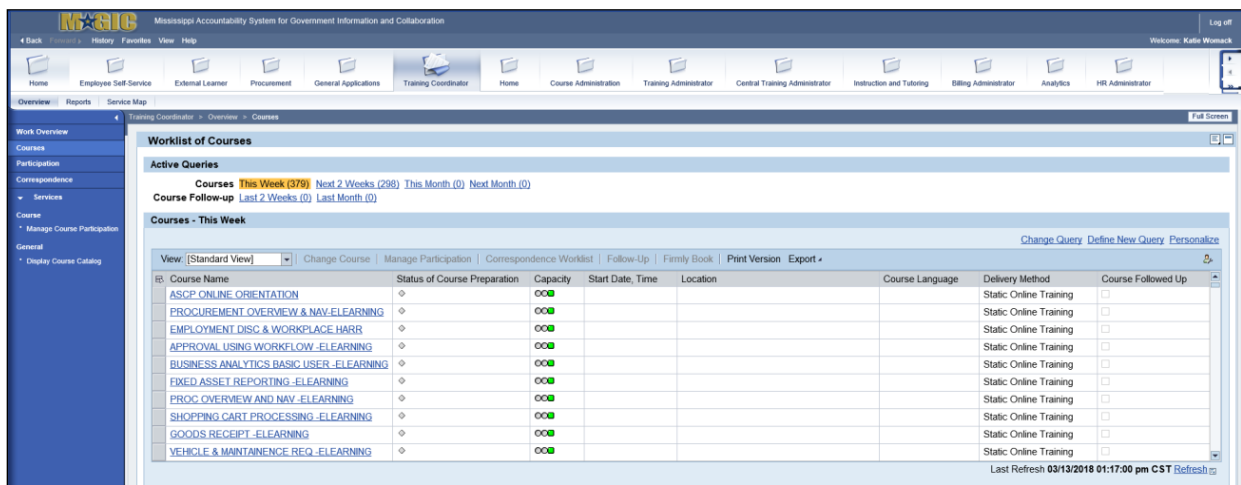 MAGIC Mississippi Accountability System for Government Information and Collaboration Log off
Back Forward History Favorites View Help Welcome: Katie Womack
Home Employee Self-Service External Learner Procurement General Applications Training Coordinator Home Course Administration Training Administrator Central Training Administrator Instruction and Tutoring Billing Administrator Analytics HR Administrator
Overview Reports Service Map
Training Coordinator > Overview > Courses Full Screen
Work Overview
Courses
Participation
Correspondence
Services
Course
Manage Course Participation
General
Display Course Catalog
Worklist of Courses
Active Queries
Courses This Week (379) Next 2 Weeks (298) This Month (0) Next Month (0)
Course Follow-up Last 2 Weeks (0) Last Month (0)
Courses - This Week
Change Query Define New Query Personalize
View: [Standard View] Change Course Manage Participation Correspondence Worklist Follow-Up Firmly Book Print Version Export
Course Name Status of Course Preparation Capacity Start Date, Time Location Course Language Delivery Method Course Followed Up
ASCP ONLINE ORIENTATION Static Online Training
PROCUREMENT OVERVIEW & NAV-ELEARNING Static Online Training
EMPLOYMENT DISC & WORKPLACE HARR Static Online Training
APPROVAL USING WORKFLOW -ELEARNING Static Online Training
BUSINESS ANALYTICS BASIC USER -ELEARNING Static Online Training
FIXED ASSET REPORTING -ELEARNING Static Online Training
PROC OVERVIEW AND NAV -ELEARNING Static Online Training
SHOPPING CART PROCESSING -ELEARNING Static Online Training
GOODS RECEIPT -ELEARNING Static Online Training
VEHICLE & MAINTAINENCE REQ -ELEARNING Static Online Training
Last Refresh 03/13/2018 01:17:00 pm CST Refresh